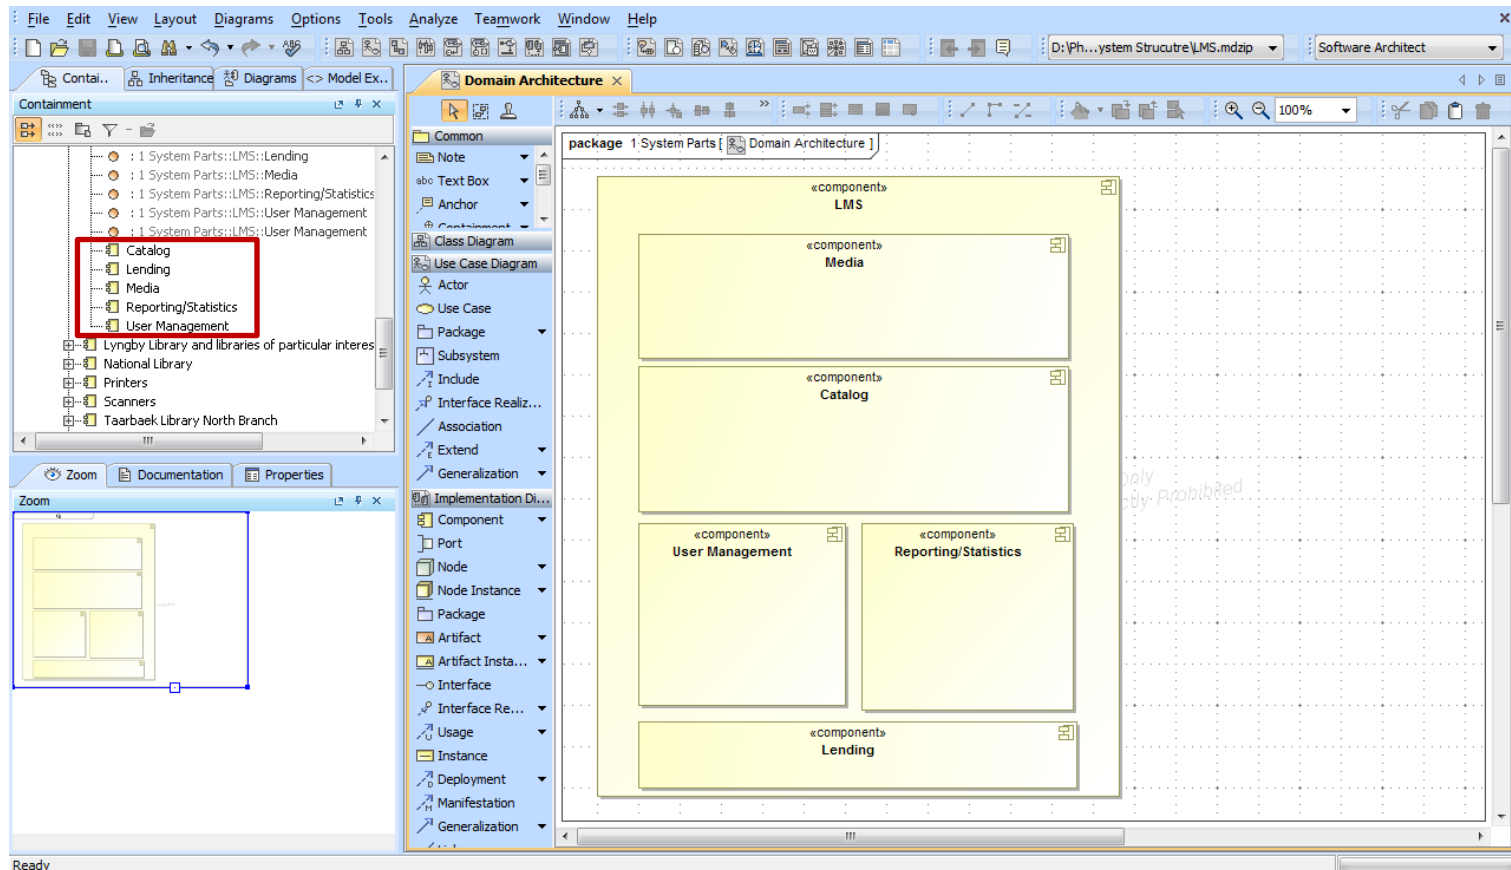 File Edit View Layout Diagrams Options Tools Analyze Teamwork Window Help
D:\Ph...ystem Strucutre\LMS.mdzip
Software Architect
Contai..
Inheritance
Diagrams
<> Model Ex..
Domain Architecture
Containment
100%
: 1 System Parts::LMS::Lending
: 1 System Parts::LMS::Media
: 1 System Parts::LMS::Reporting/Statistics
: 1 System Parts::LMS::User Management
: 1 System Parts::LMS::User Management
Catalog
Lending
Media
Reporting/Statistics
User Management
Lyngby Library and libraries of particular interes
National Library
Printers
Scanners
Taarbaek Library North Branch
Zoom
Documentation
Properties
Zoom
Common
Note
abc Text Box
Anchor
Containment
Class Diagram
Use Case Diagram
Actor
Use Case
Package
Subsystem
Include
Interface Realiz...
Association
Extend
Generalization
Implementation Di...
Component
Port
Node
Node Instance
Package
Artifact
Artifact Insta...
Interface
Interface Re...
Usage
Instance
Deployment
Manifestation
Generalization
package 1 System Parts [ Domain Architecture ]
«component»
LMS
«component»
Media
«component»
Catalog
«component»
User Management
«component»
Reporting/Statistics
«component»
Lending
Only
Prohibited
Ready